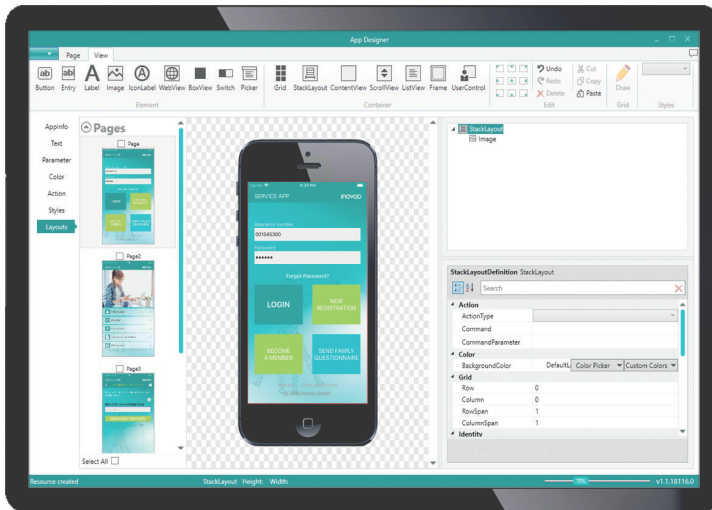 App Designer
Page View
Button Entry Label Image IconLabel WebView BoxView Switch Picker
Grid StackLayout ContentView ScrollView ListView Frame UserControl
Undo Redo Delete Cut Copy Paste Draw
Element Container Edit Grid Styles
AppInfo
Text
Parameter
Color
Action
Styles
Layouts
Pages
Page
Page2
Page3
Select All
6:35 PM
SERVICE APP inovoo
Insurance number
001545300
Password
••••••
Forgot Password?
LOGIN
NEW
REGISTRATION
BECOME
A MEMBER
SEND FAMILY
QUESTIONNAIRE
StackLayout
Image
StackLayoutDefinition StackLayout
Search
Action
ActionType
Command
CommandParameter
Color
BackgroundColor DefaultL Color Picker Custom Colors
Grid
Row 0
Column 0
RowSpan 1
ColumnSpan 1
Identity
Resource created StackLayout Height: Width: 70% v1.1.18116.0